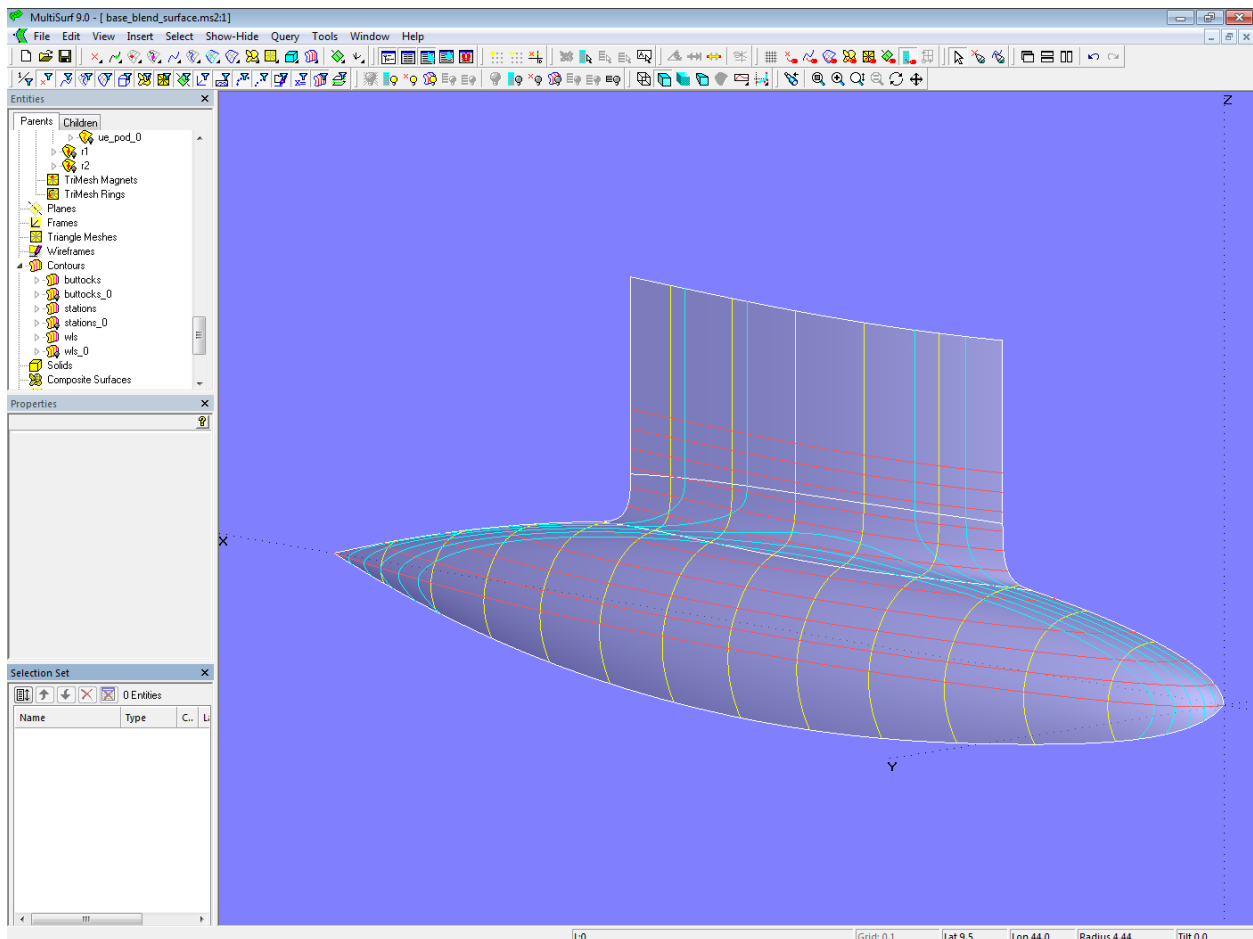 MultiSurf 9.0 - [ base_blend_surface.ms2:1]
File Edit View Insert Select Show-Hide Query Tools Window Help
Entities
Parents Children
ue_pod_0
r1
r2
TriMesh Magnets
TriMesh Rings
Planes
Frames
Triangle Meshes
Wireframes
Contours
buttocks
buttocks_0
stations
stations_0
wls
wls_0
Solids
Composite Surfaces
Properties
Selection Set
0 Entities
Name Type C..
Z
X
Y
L:0 Grid: 0.1 Lat 9.5 Lon 44.0 Radius 4.44 Tilt 0.0